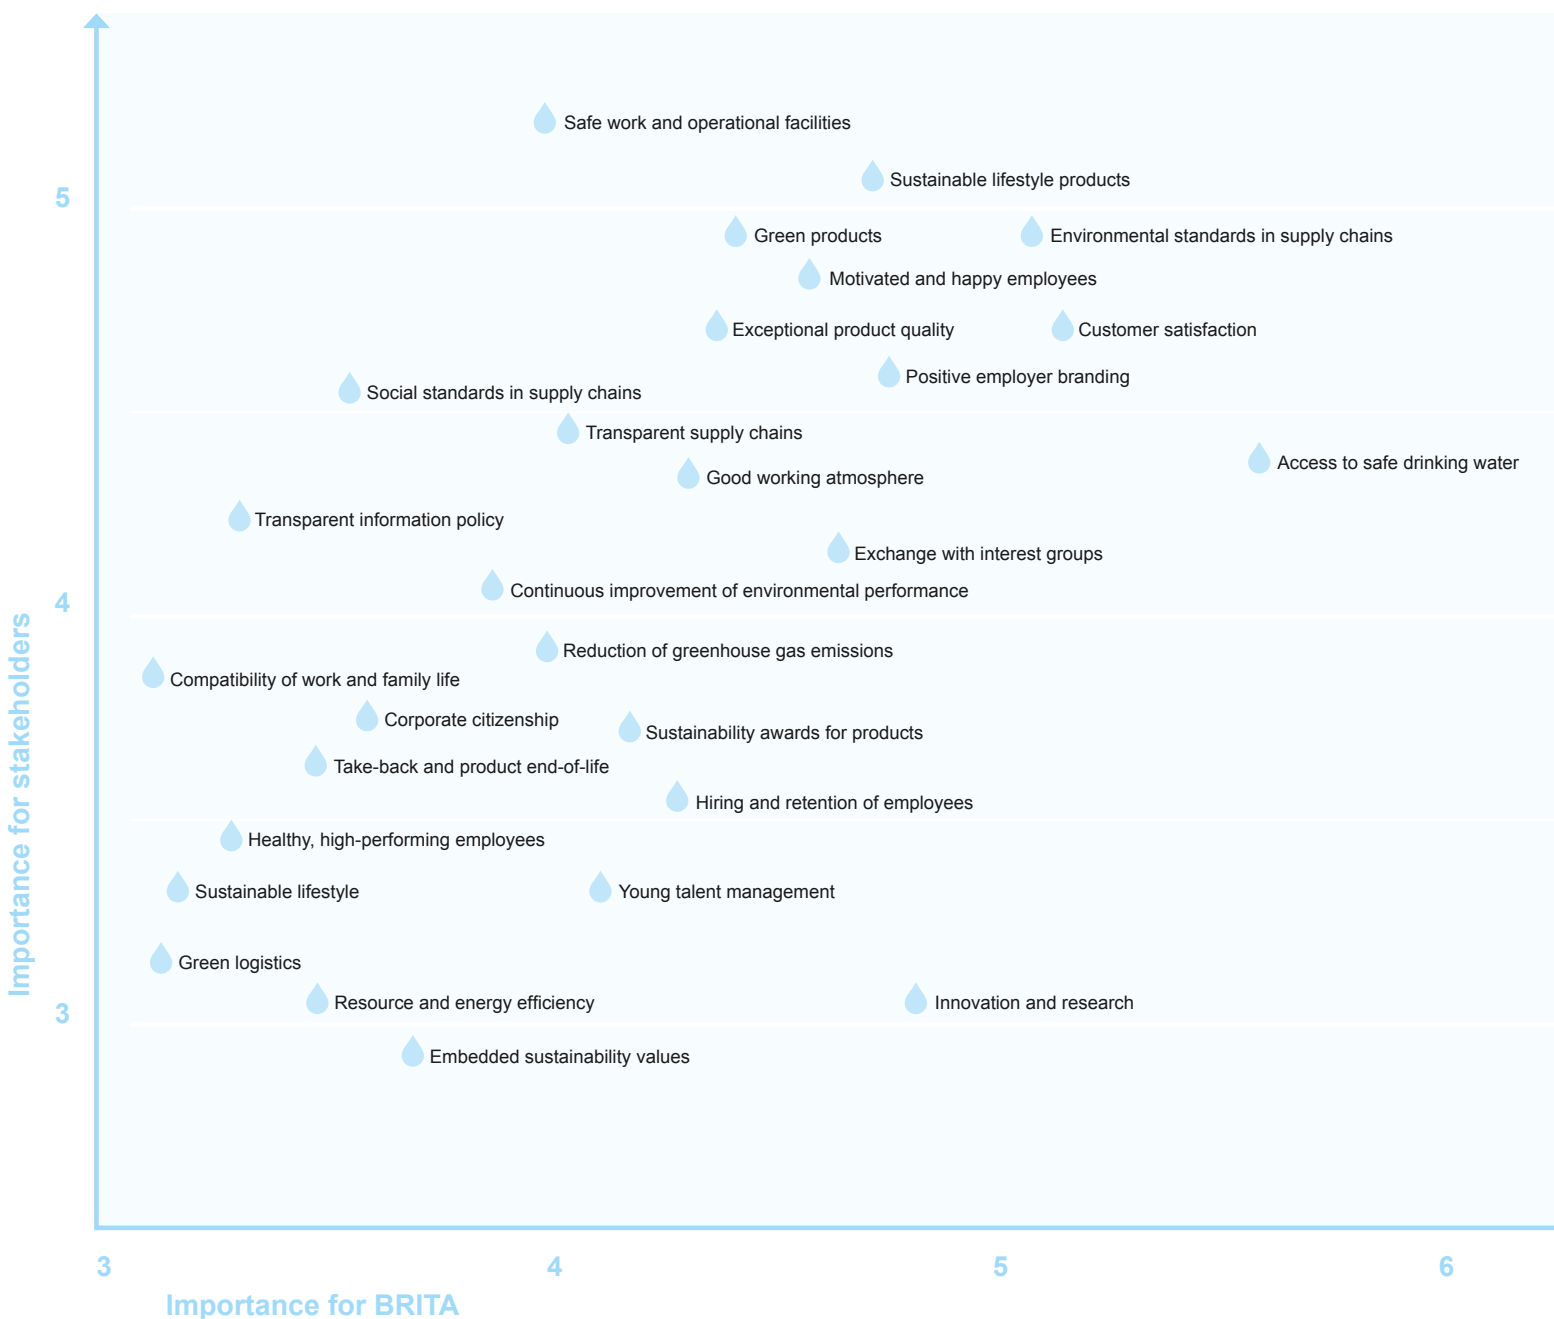 Safe work and operational facilities
Sustainable lifestyle products
5
Green products
Environmental standards in supply chains
Motivated and happy employees
Exceptional product quality
Customer satisfaction
Positive employer branding
Social standards in supply chains
Transparent supply chains
Access to safe drinking water
Good working atmosphere
Transparent information policy
Exchange with interest groups
Continuous improvement of environmental performance
4
Reduction of greenhouse gas emissions
Compatibility of work and family life
Corporate citizenship
Sustainability awards for products
Take-back and product end-of-life
Hiring and retention of employees
Importance for stakeholders
Healthy, high-performing employees
Sustainable lifestyle
Young talent management
Green logistics
Resource and energy efficiency
Innovation and research
3
Embedded sustainability values
3
4
5
6
Importance for BRITA